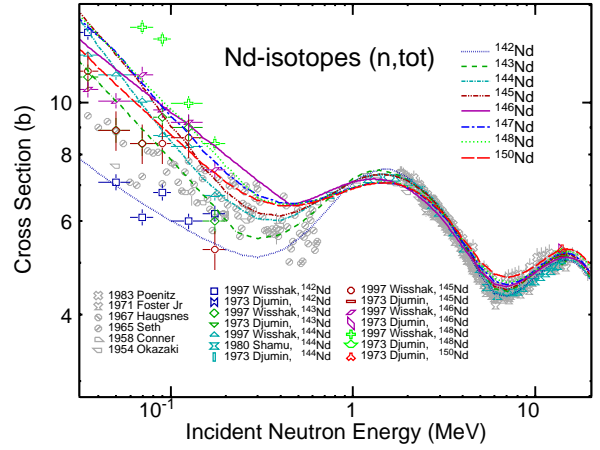 Nd-isotopes (n,tot)
142Nd
143Nd
144Nd
145Nd
146Nd
147Nd
148Nd
150Nd
Cross Section (b)
10
8
6
4
1983 Poenitz
1971 Foster Jr
1967 Haugsnes
1965 Seth
1958 Conner
1954 Okazaki
1997 Wisshak, 142Nd
1973 Djumin, 142Nd
1997 Wisshak, 143Nd
1973 Djumin, 143Nd
1997 Wisshak, 144Nd
1980 Shamu, 144Nd
1973 Djumin, 144Nd
1997 Wisshak, 145Nd
1973 Djumin, 145Nd
1997 Wisshak, 146Nd
1973 Djumin, 146Nd
1997 Wisshak, 148Nd
1973 Djumin, 148Nd
1973 Djumin, 150Nd
10-1
1
10
Incident Neutron Energy (MeV)